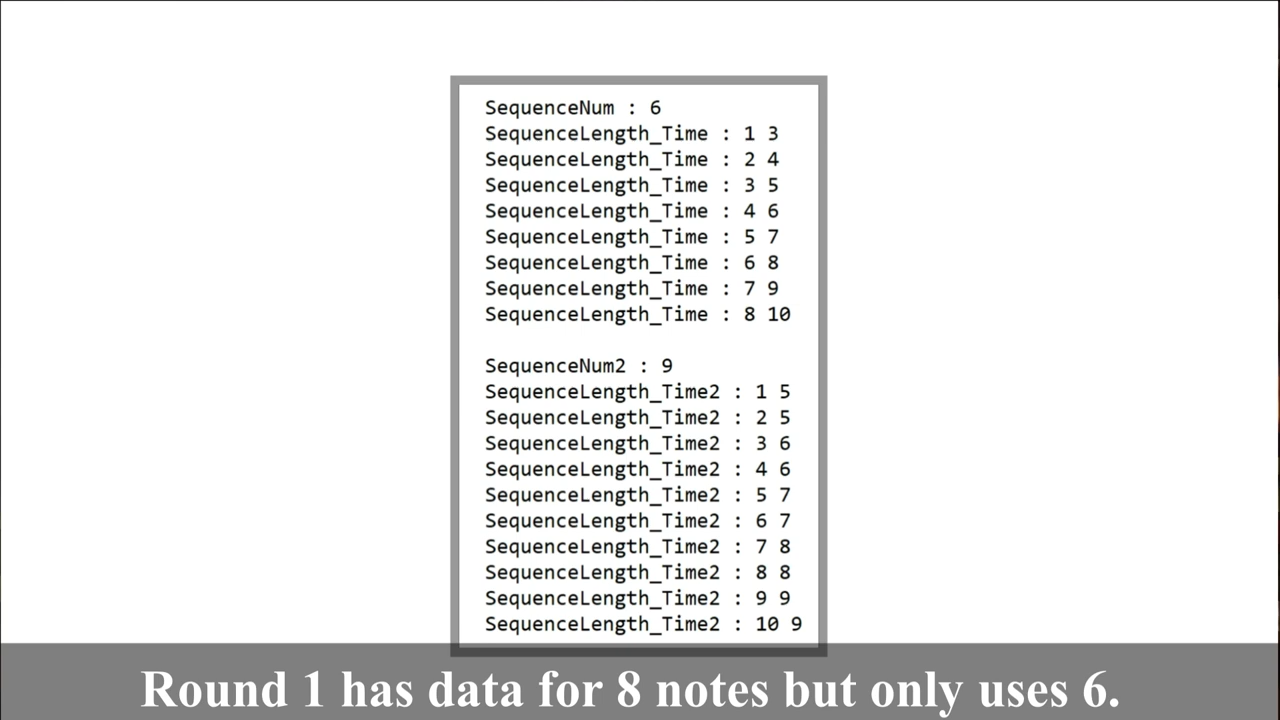 SequenceNum : 6
SequenceLength_Time : 1 3
SequenceLength_Time : 2 4
SequenceLength_Time : 3 5
SequenceLength_Time : 4 6
SequenceLength_Time : 5 7
SequenceLength_Time : 6 8
SequenceLength_Time : 7 9
SequenceLength_Time : 8 10
SequenceNum2 : 9
SequenceLength_Time2 : 1 5
SequenceLength_Time2 : 2 5
SequenceLength_Time2 : 3 6
SequenceLength_Time2 : 4 6
SequenceLength_Time2 : 5 7
SequenceLength_Time2 : 6 7
SequenceLength_Time2 : 7 8
SequenceLength_Time2 : 8 8
SequenceLength_Time2 : 9 9
SequenceLength_Time2 : 10 9
Round 1 has data for 8 notes but only uses 6.